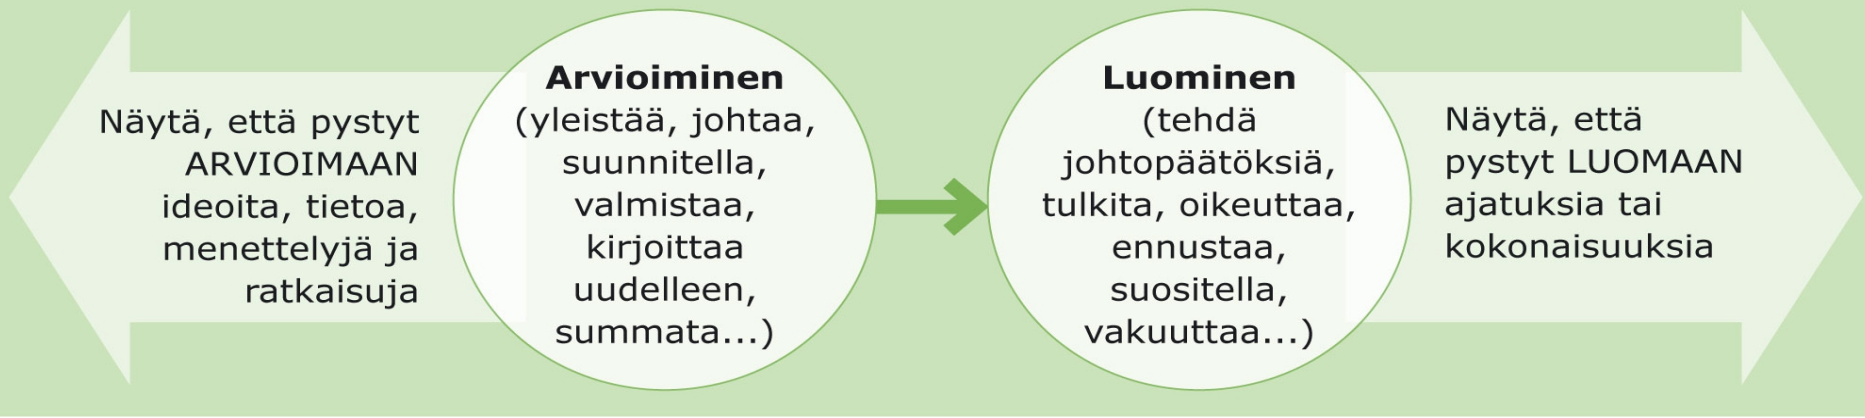 Näytä, että pystyt
ARVIOIMAAN
ideoita, tietoa,
menettelyjä ja
ratkaisuja
Arvioiminen
(yleistää, johtaa,
suunnitella,
valmistaa,
kirjoittaa
uudelleen,
summata...)
Luominen
(tehdä
johtopäätöksiä,
tulkita, oikeuttaa,
ennustaa,
suositella,
vakuuttaa...)
Näytä, että
pystyt LUOMAAN
ajatuksia tai
kokonaisuuksia